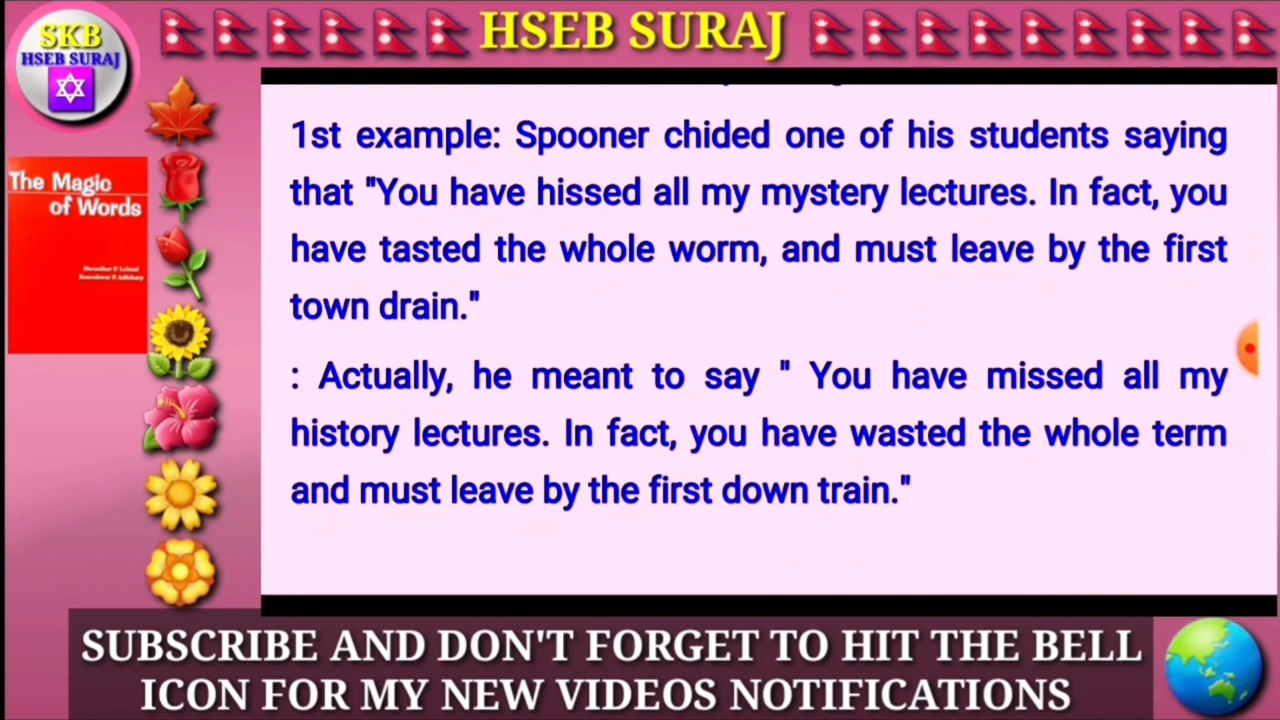 SKB
HSEB SURAJ
HSEB SURAJ
The Magic
of Words
Shreedhar P. Lohani
Rameshwar P. Adhikary
1st example: Spooner chided one of his students saying
that "You have hissed all my mystery lectures. In fact, you
have tasted the whole worm, and must leave by the first
town drain."
: Actually, he meant to say " You have missed all my
history lectures. In fact, you have wasted the whole term
and must leave by the first down train."
SUBSCRIBE AND DON'T FORGET TO HIT THE BELL
ICON FOR MY NEW VIDEOS NOTIFICATIONS